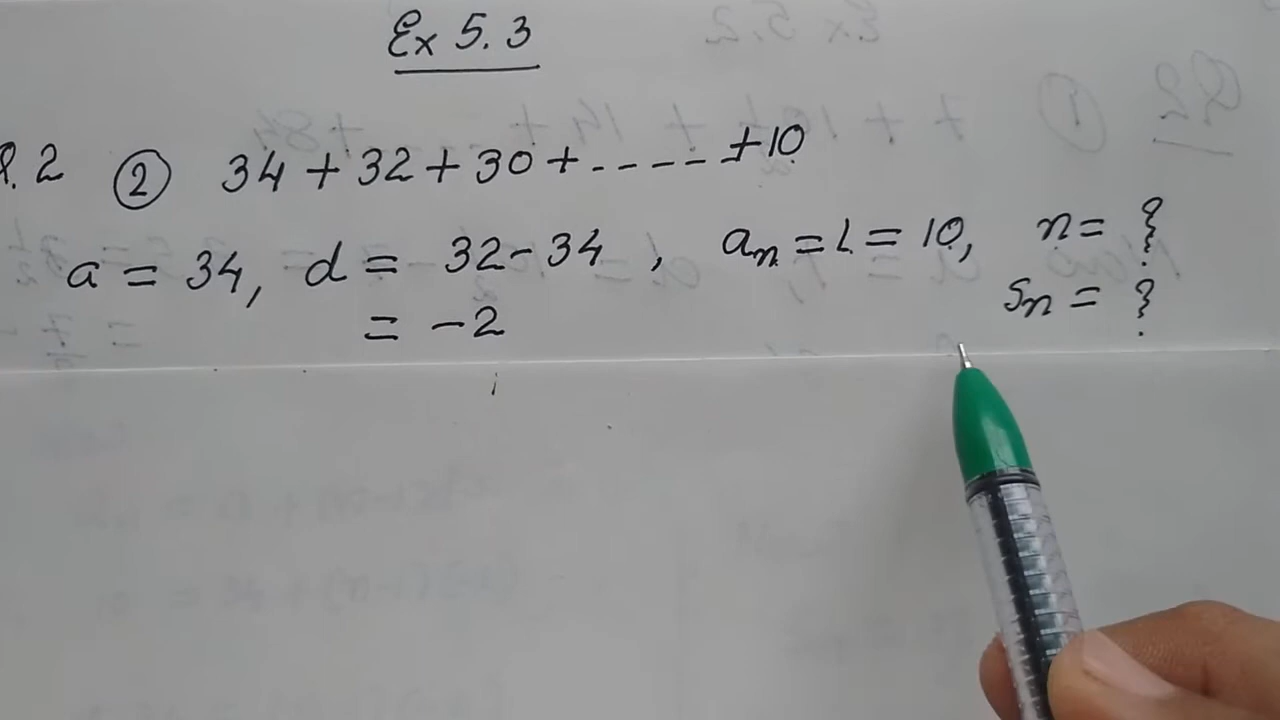 Ex 5.3
Q.2 ② 34 + 32 + 30 + - - - - - +10
a = 34, d = 32-34 , an = l = 10, n = ?
= -2 Sn = ?